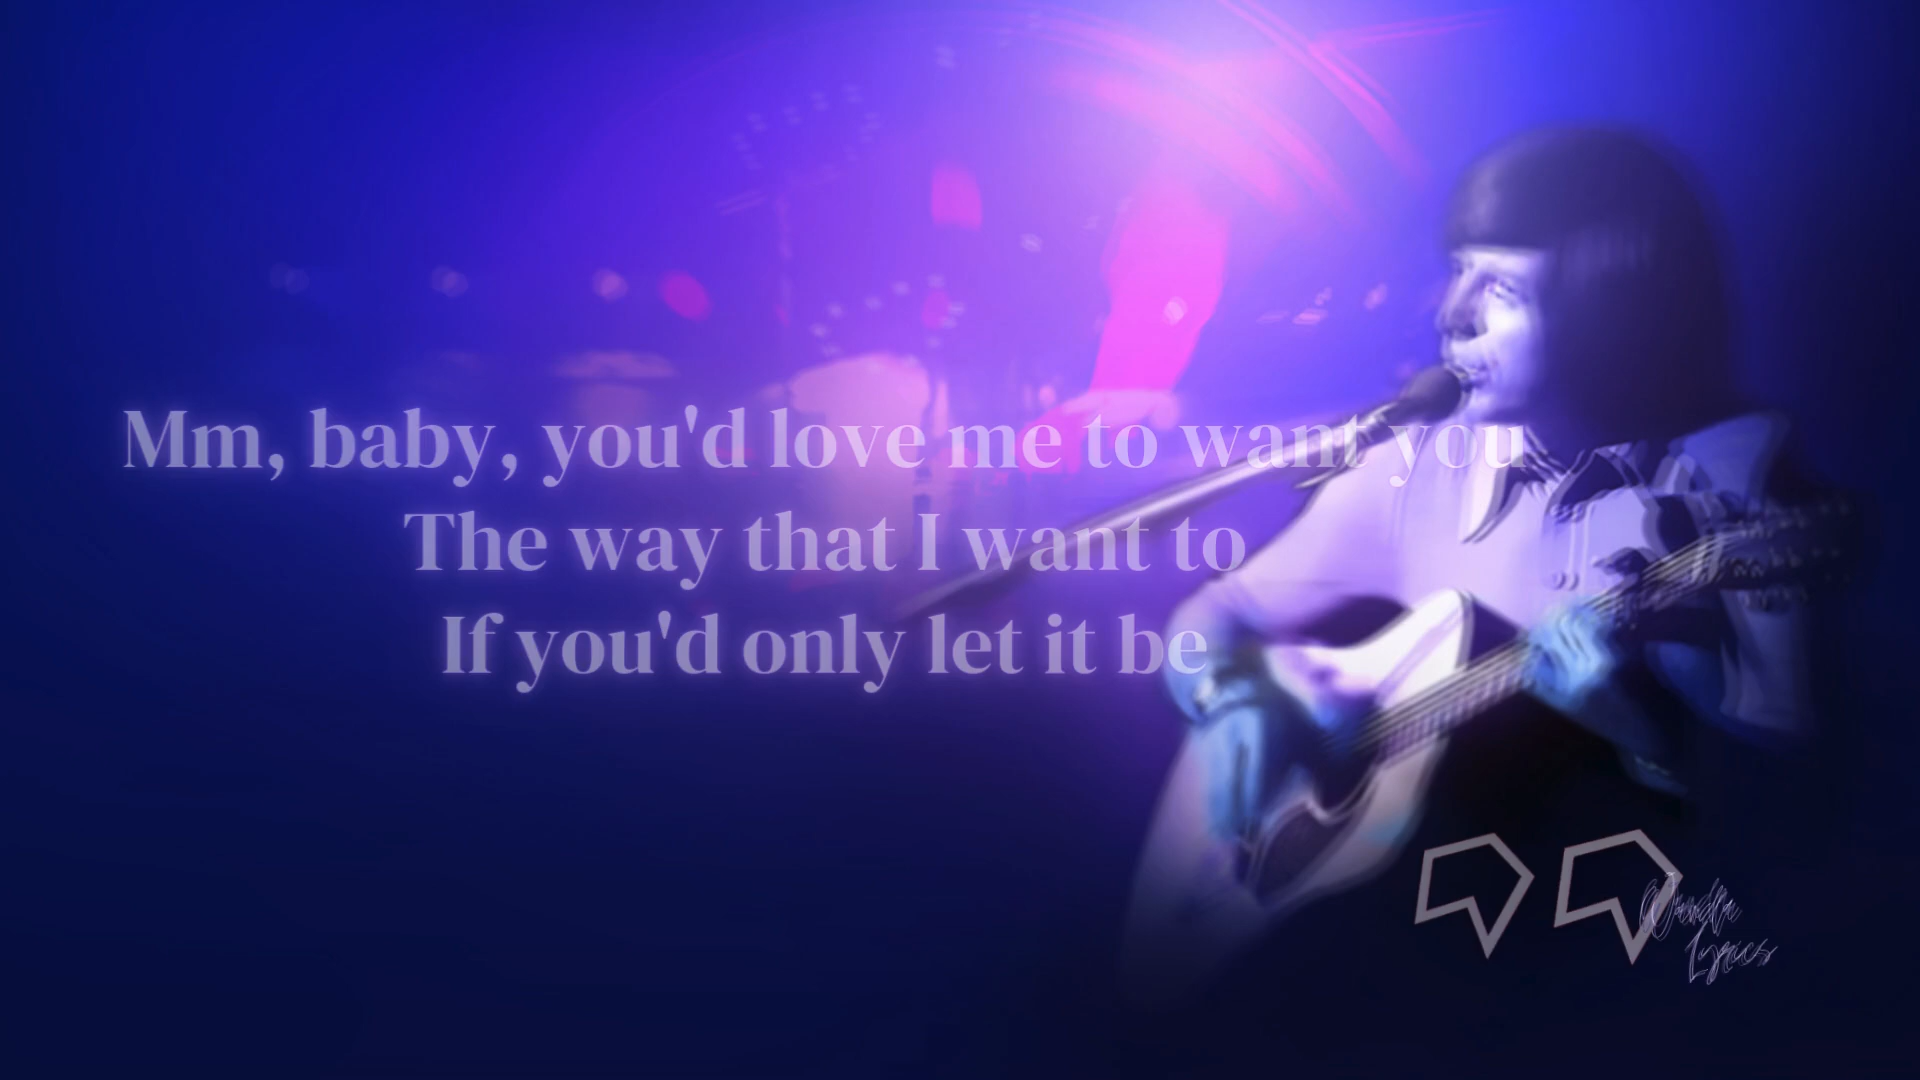 Mm, baby, you'd love me to want you
The way that I want to
If you'd only let it be
Lyrics